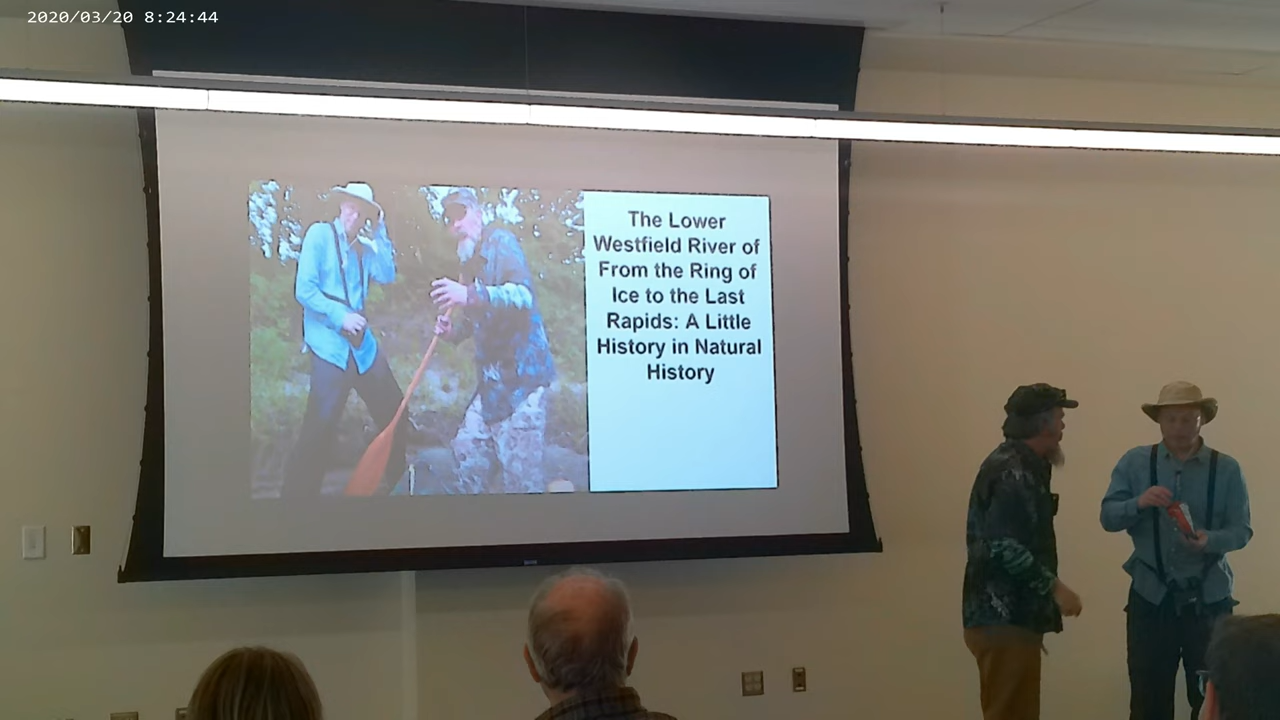 2020/03/20 8:24:44
The Lower
Westfield River of
From the Ring of
Ice to the Last
Rapids: A Little
History in Natural
History